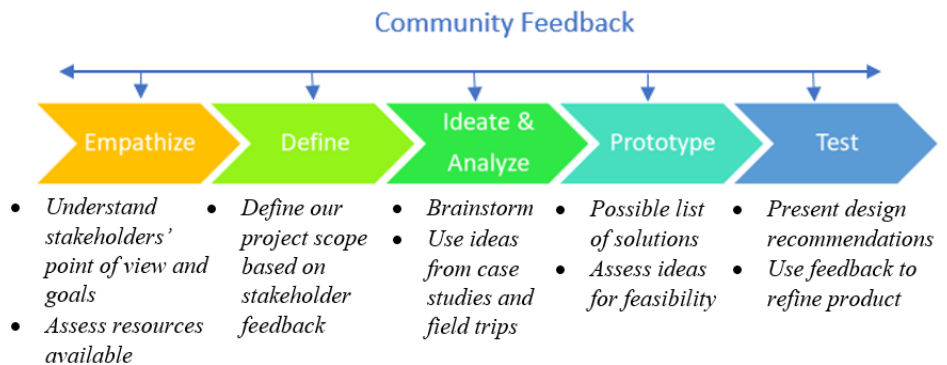 Community Feedback
Empathize
Define
Ideate &
Analyze
Prototype
Test
• Understand
stakeholders’
point of view and
goals
• Assess resources
available
• Define our
project scope
based on
stakeholder
feedback
• Brainstorm
• Use ideas
from case
studies and
field trips
• Possible list
of solutions
• Assess ideas
for feasibility
• Present design
recommendations
• Use feedback to
refine product